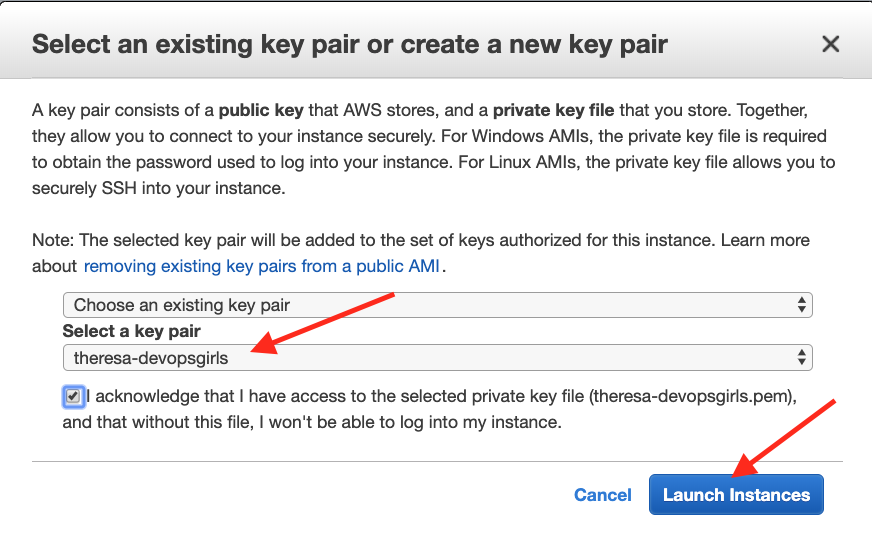 Select an existing key pair or create a new key pair
A key pair consists of a public key that AWS stores, and a private key file that you store. Together,
they allow you to connect to your instance securely. For Windows AMIs, the private key file is required
to obtain the password used to log into your instance. For Linux AMIs, the private key file allows you to
securely SSH into your instance.
Note: The selected key pair will be added to the set of keys authorized for this instance. Learn more
about removing existing key pairs from a public AMI.
Choose an existing key pair
Select a key pair
theresa-devopsgirls
I acknowledge that I have access to the selected private key file (theresa-devopsgirls.pem),
and that without this file, I won't be able to log into my instance.
Cancel Launch Instances